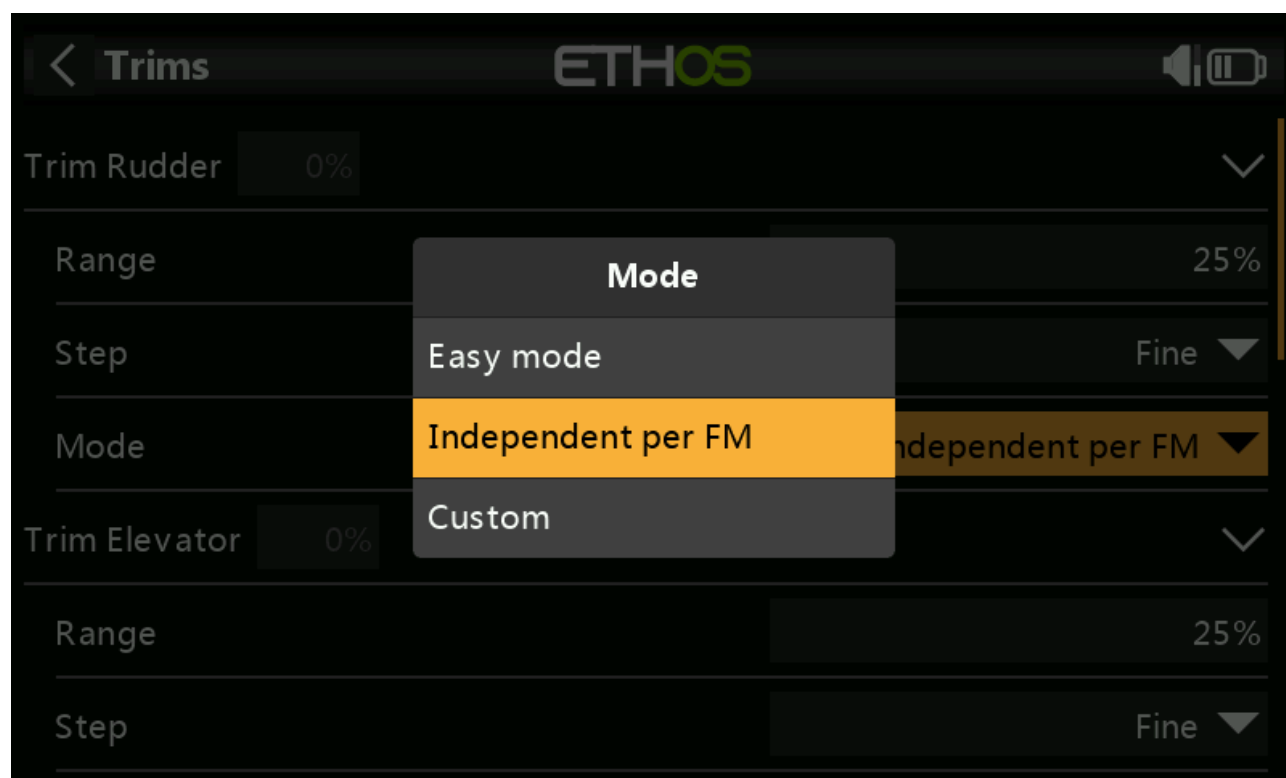 Trims
ETHOS
Trim Rudder 0%
Range 25%
Mode
Step Fine
Easy mode
Mode Independent per FM
ndependent per FM
Custom
Trim Elevator 0%
Range 25%
Step Fine